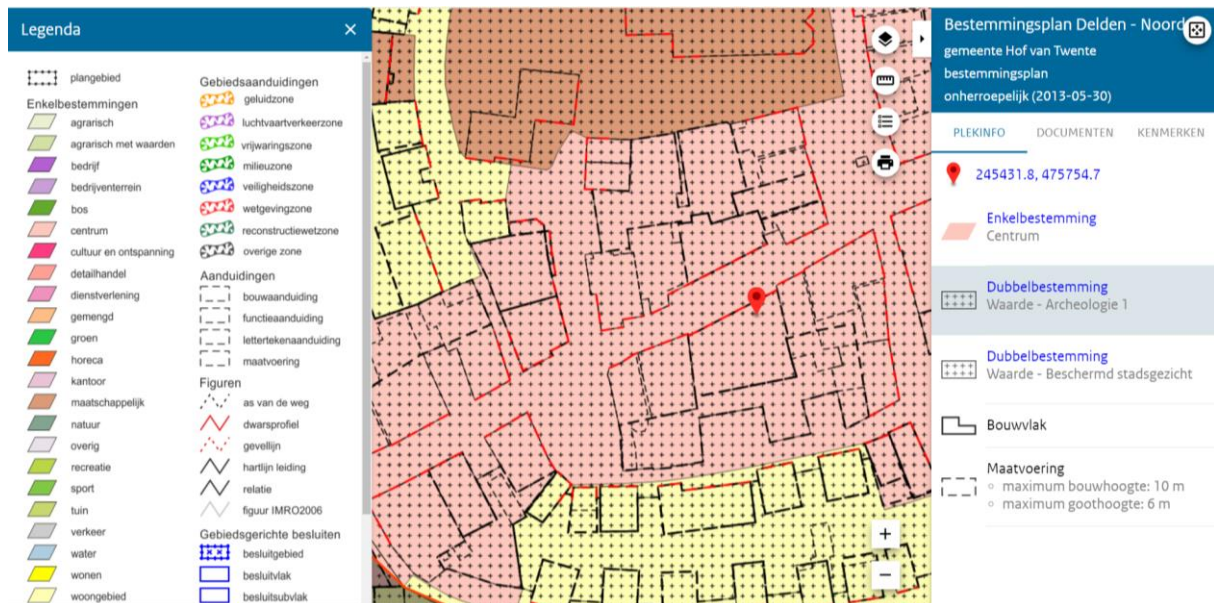 Legenda
plangebied
Enkelbestemmingen
agrarisch
agrarisch met waarden
bedrijf
bedrijventerrein
bos
centrum
cultuur en ontspanning
detailhandel
dienstverlening
gemengd
groen
horeca
kantoor
maatschappelijk
natuur
overig
recreatie
sport
tuin
verkeer
water
wonen
woongebied
Gebiedsaanduidingen
geluidzone
luchtvaartverkeerzone
vrijwaringszone
milieuzone
veiligheidszone
wetgevingzone
reconstructiewetzone
overige zone
Aanduidingen
bouwaanduiding
functieaanduiding
lettertekenaanduiding
maatvoering
Figuren
as van de weg
dwarsprofiel
gevellijn
hartlijn leiding
relatie
figuur IMRO2006
Gebiedsgerichte besluiten
besluitgebied
besluitvlak
besluitsubvlak
Bestemmingsplan Delden - Noord
gemeente Hof van Twente
bestemmingsplan
onherroepelijk (2013-05-30)
PLEKINFO DOCUMENTEN KENMERKEN
245431.8, 475754.7
Enkelbestemming
Centrum
Dubbelbestemming
Waarde - Archeologie 1
Dubbelbestemming
Waarde - Beschermd stadsgezicht
Bouwvlak
Maatvoering
maximum bouwhoogte: 10 m
maximum goothoogte: 6 m